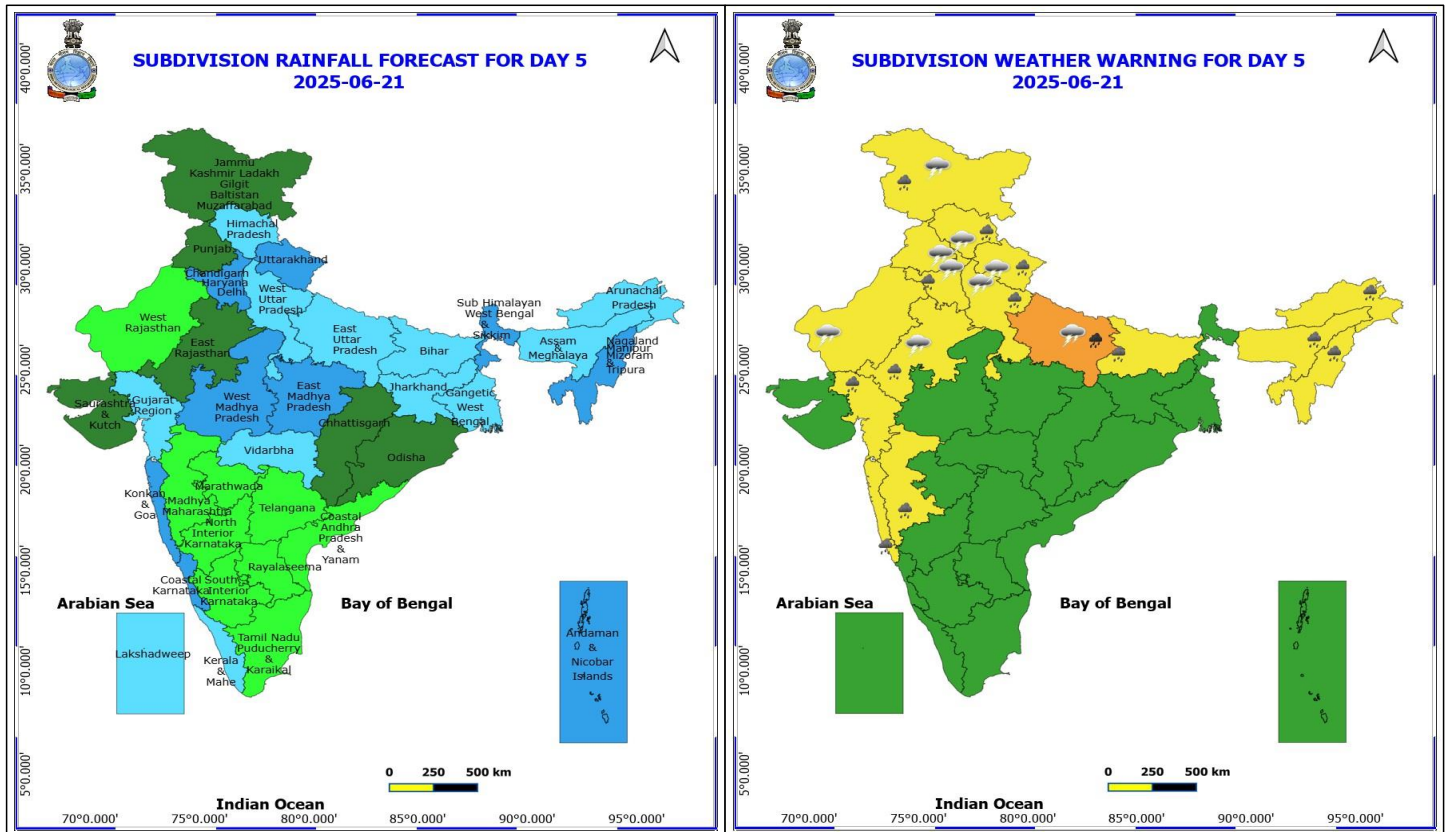 SUBDIVISION RAINFALL FORECAST FOR DAY 5
2025-06-21
40°0.000'
35°0.000'
30°0.000'
25°0.000'
20°0.000'
15°0.000'
10°0.000'
5°0.000'
Jammu
Kashmir Ladakh
Gilgit
Baltistan
Muzaffarabad
Himachal
Pradesh
Punjab
Uttarakhand
Chandigarh
Haryana
Delhi
West
Uttar
Pradesh
Arunachal
Pradesh
West
Rajasthan
Sub Himalayan
West Bengal
&
Sikkim
East
Rajasthan
East
Uttar
Pradesh
Bihar
Assam
&
Meghalaya
Nagaland
Manipur
Mizoram
&
Tripura
Saurashtra
&
Kutch
Gujarat
Region
West
Madhya
Pradesh
East
Madhya
Pradesh
Jharkhand
Gangetic
West
Bengal
Chhattisgarh
Vidarbha
Odisha
Konkan
&
Goa
Marathwada
Madhya
Maharashtra
North
Interior
Karnataka
Telangana
Coastal
Andhra
Pradesh
&
Yanam
Rayalaseema
Coastal
Karnataka
South
Interior
Karnataka
Arabian Sea
Bay of Bengal
Lakshadweep
Kerala
&
Mahe
Tamil Nadu
Puducherry
&
Karaikal
Andaman
&
Nicobar
Islands
0 250 500 km
Indian Ocean
70°0.000' 75°0.000' 80°0.000' 85°0.000' 90°0.000' 95°0.000'
SUBDIVISION WEATHER WARNING FOR DAY 5
2025-06-21
40°0.000'
35°0.000'
30°0.000'
25°0.000'
20°0.000'
15°0.000'
10°0.000'
5°0.000'
Arabian Sea
Bay of Bengal
0 250 500 km
Indian Ocean
70°0.000' 75°0.000' 80°0.000' 85°0.000' 90°0.000' 95°0.000'